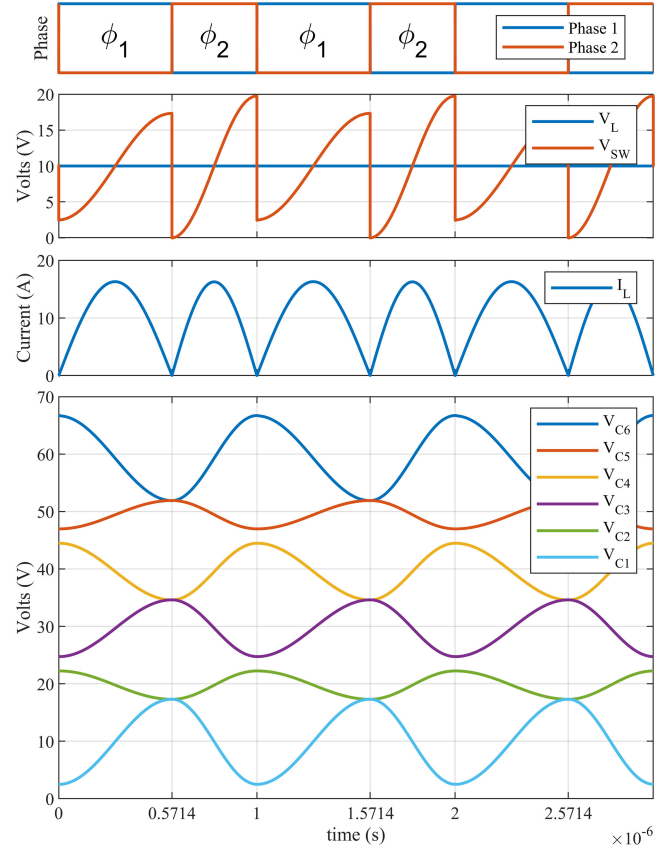 Phase
ϕ1 ϕ2 ϕ1 ϕ2
Phase 1
Phase 2
Volts (V)
20
15
10
5
0
VL
VSW
Current (A)
20
10
0
IL
Volts (V)
70
60
50
40
30
20
10
0
VC6
VC5
VC4
VC3
VC2
VC1
0 0.5714 1 1.5714 2 2.5714
time (s)
×10-6